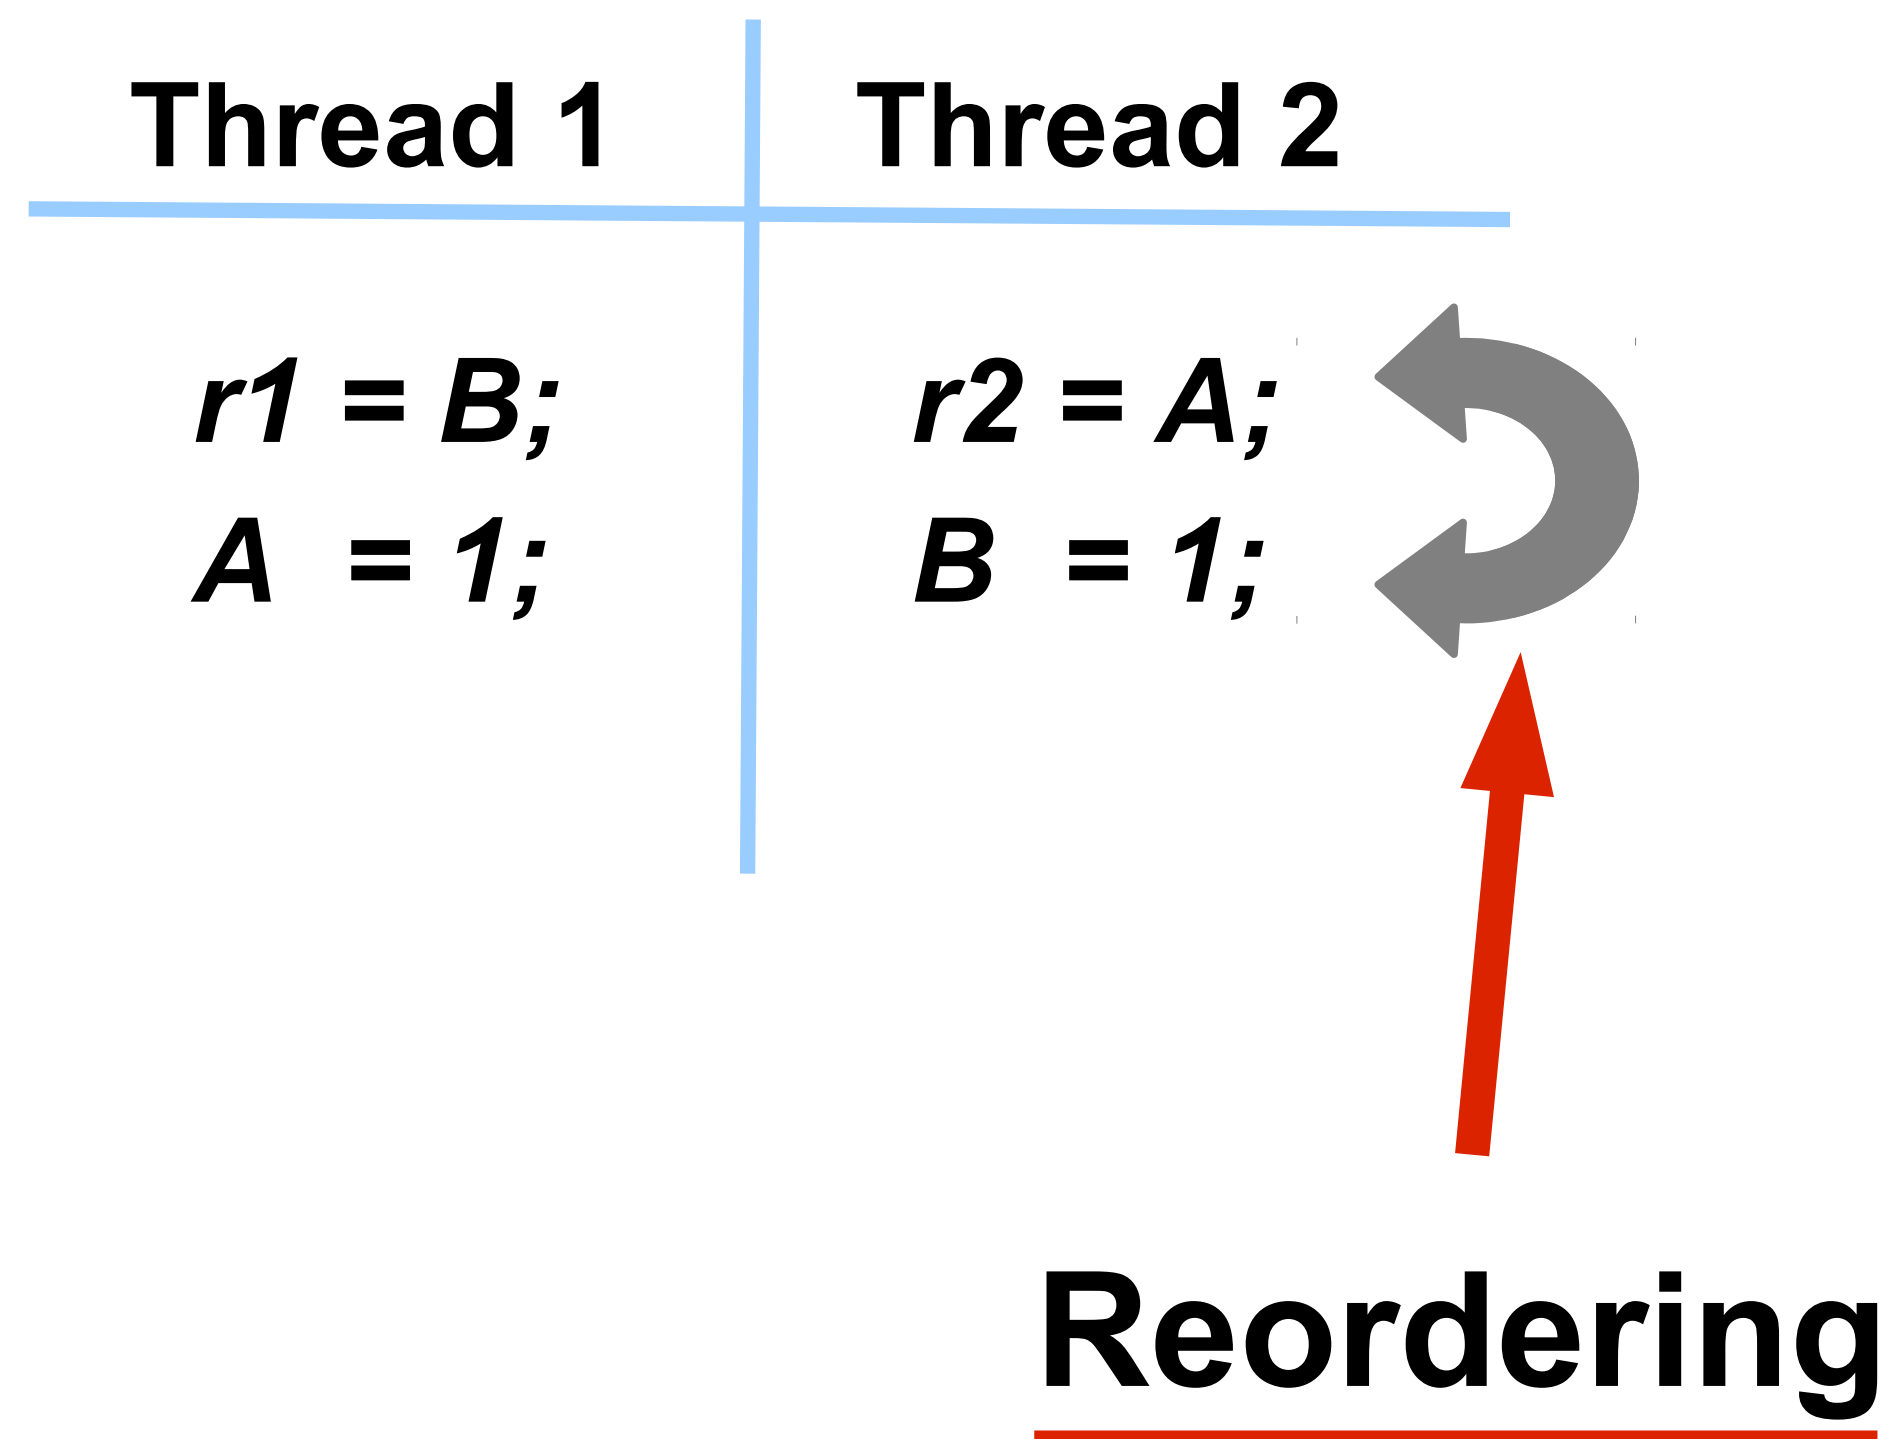 Thread 1 Thread 2
r1 = B; r2 = A;
A = 1; B = 1;
Reordering